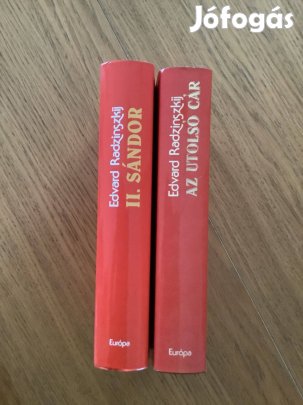 Jófogás
Edvard Radzinszkij
II. SÁNDOR
Európa
Edvard Radzinszkij
AZ UTOLSÓ CÁR
Európa